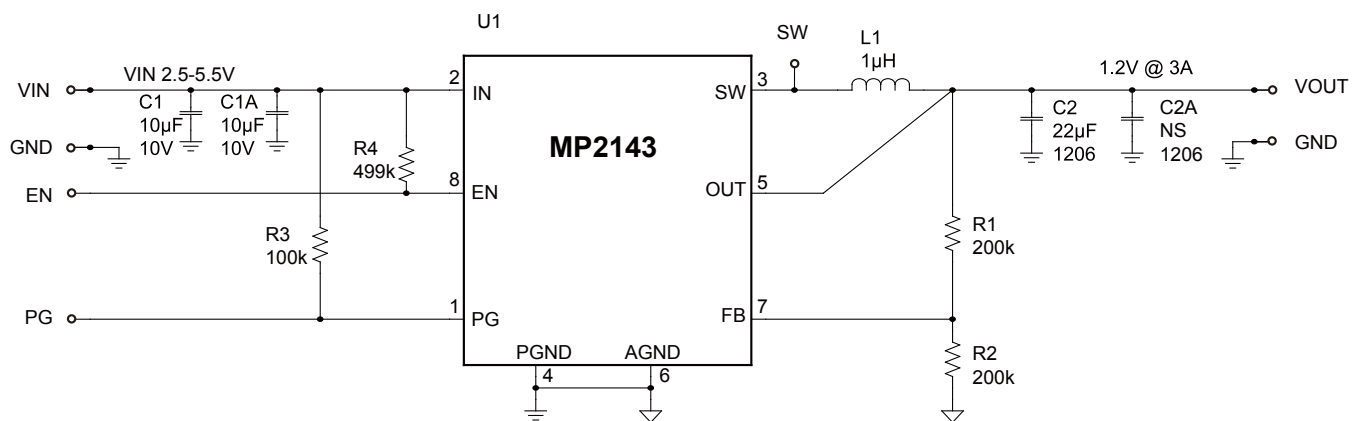 U1
SW
L1
1µH
VIN
VIN 2.5-5.5V
2
IN
SW
3
1.2V @ 3A
VOUT
C1
10µF
10V
C1A
10µF
10V
C2
22µF
1206
C2A
NS
1206
GND
GND
R4
499k
MP2143
EN
8
EN
OUT
5
R3
100k
R1
200k
PG
1
PG
FB
7
PGND
4
AGND
6
R2
200k